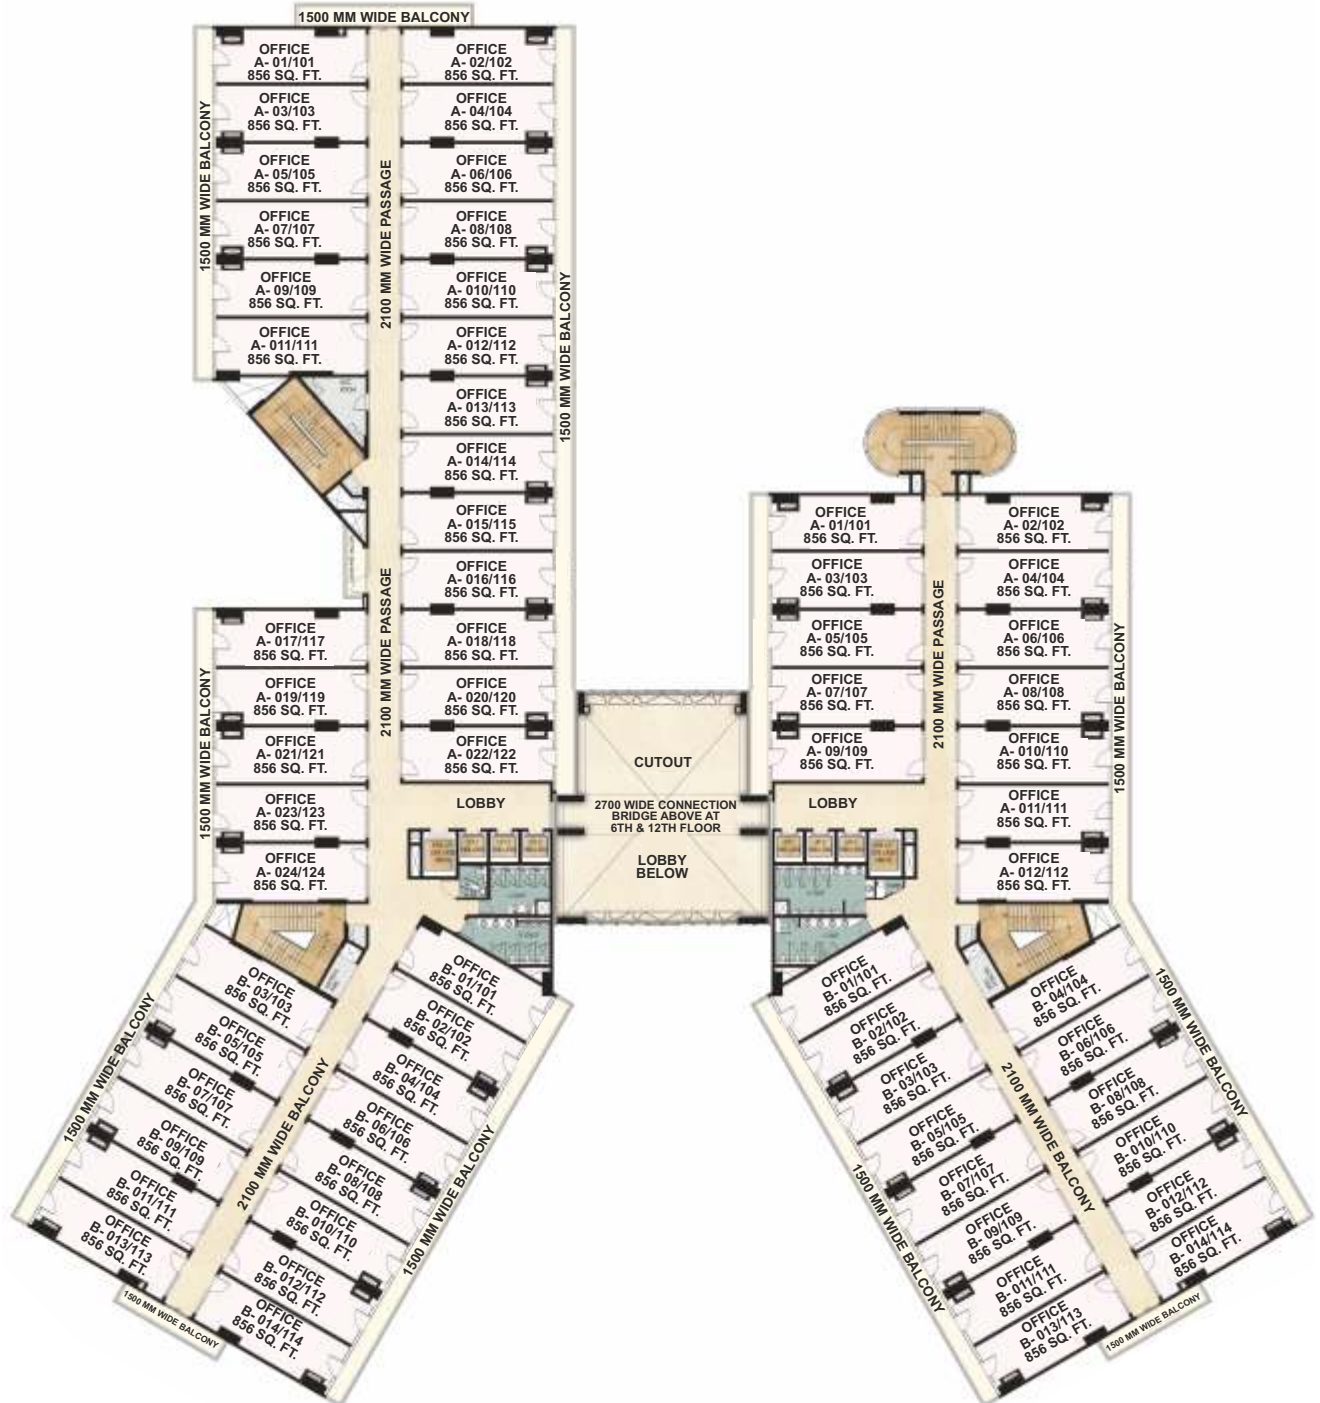 1500 MM WIDE BALCONY
OFFICE
A- 01/101
856 SQ. FT.
OFFICE
A- 02/102
856 SQ. FT.
OFFICE
A- 03/103
856 SQ. FT.
OFFICE
A- 04/104
856 SQ. FT.
OFFICE
A- 05/105
856 SQ. FT.
OFFICE
A- 06/106
856 SQ. FT.
OFFICE
A- 07/107
856 SQ. FT.
OFFICE
A- 08/108
856 SQ. FT.
OFFICE
A- 09/109
856 SQ. FT.
OFFICE
A- 010/110
856 SQ. FT.
OFFICE
A- 011/111
856 SQ. FT.
OFFICE
A- 012/112
856 SQ. FT.
OFFICE
A- 013/113
856 SQ. FT.
OFFICE
A- 014/114
856 SQ. FT.
OFFICE
A- 015/115
856 SQ. FT.
OFFICE
A- 016/116
856 SQ. FT.
OFFICE
A- 017/117
856 SQ. FT.
OFFICE
A- 018/118
856 SQ. FT.
OFFICE
A- 019/119
856 SQ. FT.
OFFICE
A- 020/120
856 SQ. FT.
OFFICE
A- 021/121
856 SQ. FT.
OFFICE
A- 022/122
856 SQ. FT.
OFFICE
A- 023/123
856 SQ. FT.
OFFICE
A- 024/124
856 SQ. FT.
1500 MM WIDE BALCONY
1500 MM WIDE BALCONY
1500 MM WIDE BALCONY
2100 MM WIDE PASSAGE
2100 MM WIDE PASSAGE
LOBBY
CUTOUT
2700 WIDE CONNECTION
BRIDGE ABOVE AT
6TH & 12TH FLOOR
LOBBY
BELOW
LOBBY
OFFICE
A- 01/101
856 SQ. FT.
OFFICE
A- 02/102
856 SQ. FT.
OFFICE
A- 03/103
856 SQ. FT.
OFFICE
A- 04/104
856 SQ. FT.
OFFICE
A- 05/105
856 SQ. FT.
OFFICE
A- 06/106
856 SQ. FT.
OFFICE
A- 07/107
856 SQ. FT.
OFFICE
A- 08/108
856 SQ. FT.
OFFICE
A- 09/109
856 SQ. FT.
OFFICE
A- 010/110
856 SQ. FT.
OFFICE
A- 011/111
856 SQ. FT.
OFFICE
A- 012/112
856 SQ. FT.
2100 MM WIDE PASSAGE
1500 MM WIDE BALCONY
OFFICE
B- 01/101
856 SQ. FT.
OFFICE
B- 02/102
856 SQ. FT.
OFFICE
B- 03/103
856 SQ. FT.
OFFICE
B- 04/104
856 SQ. FT.
OFFICE
B- 05/105
856 SQ. FT.
OFFICE
B- 06/106
856 SQ. FT.
OFFICE
B- 07/107
856 SQ. FT.
OFFICE
B- 08/108
856 SQ. FT.
OFFICE
B- 09/109
856 SQ. FT.
OFFICE
B- 010/110
856 SQ. FT.
OFFICE
B- 011/111
856 SQ. FT.
OFFICE
B- 012/112
856 SQ. FT.
OFFICE
B- 013/113
856 SQ. FT.
OFFICE
B- 014/114
856 SQ. FT.
1500 MM WIDE BALCONY
2100 MM WIDE BALCONY
1500 MM WIDE BALCONY
1500 MM WIDE BALCONY
OFFICE
B- 01/101
856 SQ. FT.
OFFICE
B- 02/102
856 SQ. FT.
OFFICE
B- 03/103
856 SQ. FT.
OFFICE
B- 04/104
856 SQ. FT.
OFFICE
B- 05/105
856 SQ. FT.
OFFICE
B- 06/106
856 SQ. FT.
OFFICE
B- 07/107
856 SQ. FT.
OFFICE
B- 08/108
856 SQ. FT.
OFFICE
B- 09/109
856 SQ. FT.
OFFICE
B- 010/110
856 SQ. FT.
OFFICE
B- 011/111
856 SQ. FT.
OFFICE
B- 012/112
856 SQ. FT.
OFFICE
B- 013/113
856 SQ. FT.
OFFICE
B- 014/114
856 SQ. FT.
1500 MM WIDE BALCONY
2100 MM WIDE BALCONY
1500 MM WIDE BALCONY
1500 MM WIDE BALCONY